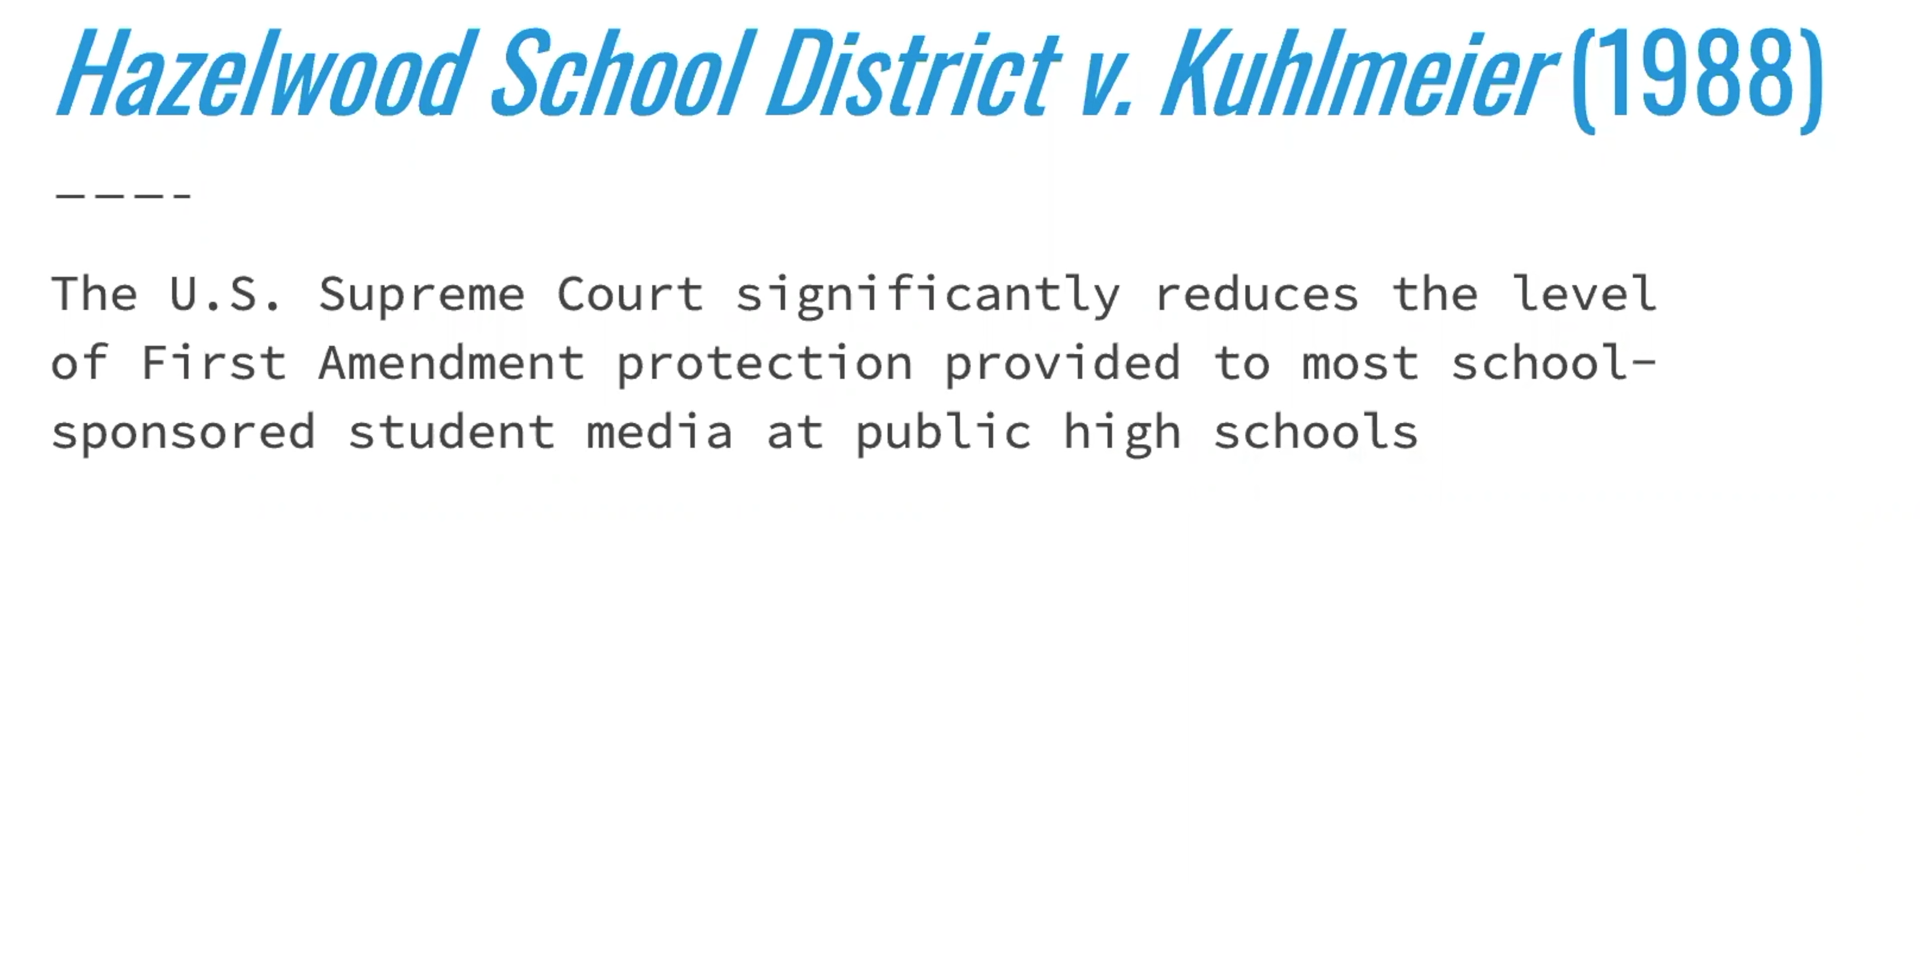 Hazelwood School District v. Kuhlmeier (1988)
————-
The U.S. Supreme Court significantly reduces the level
of First Amendment protection provided to most school-
sponsored student media at public high schools